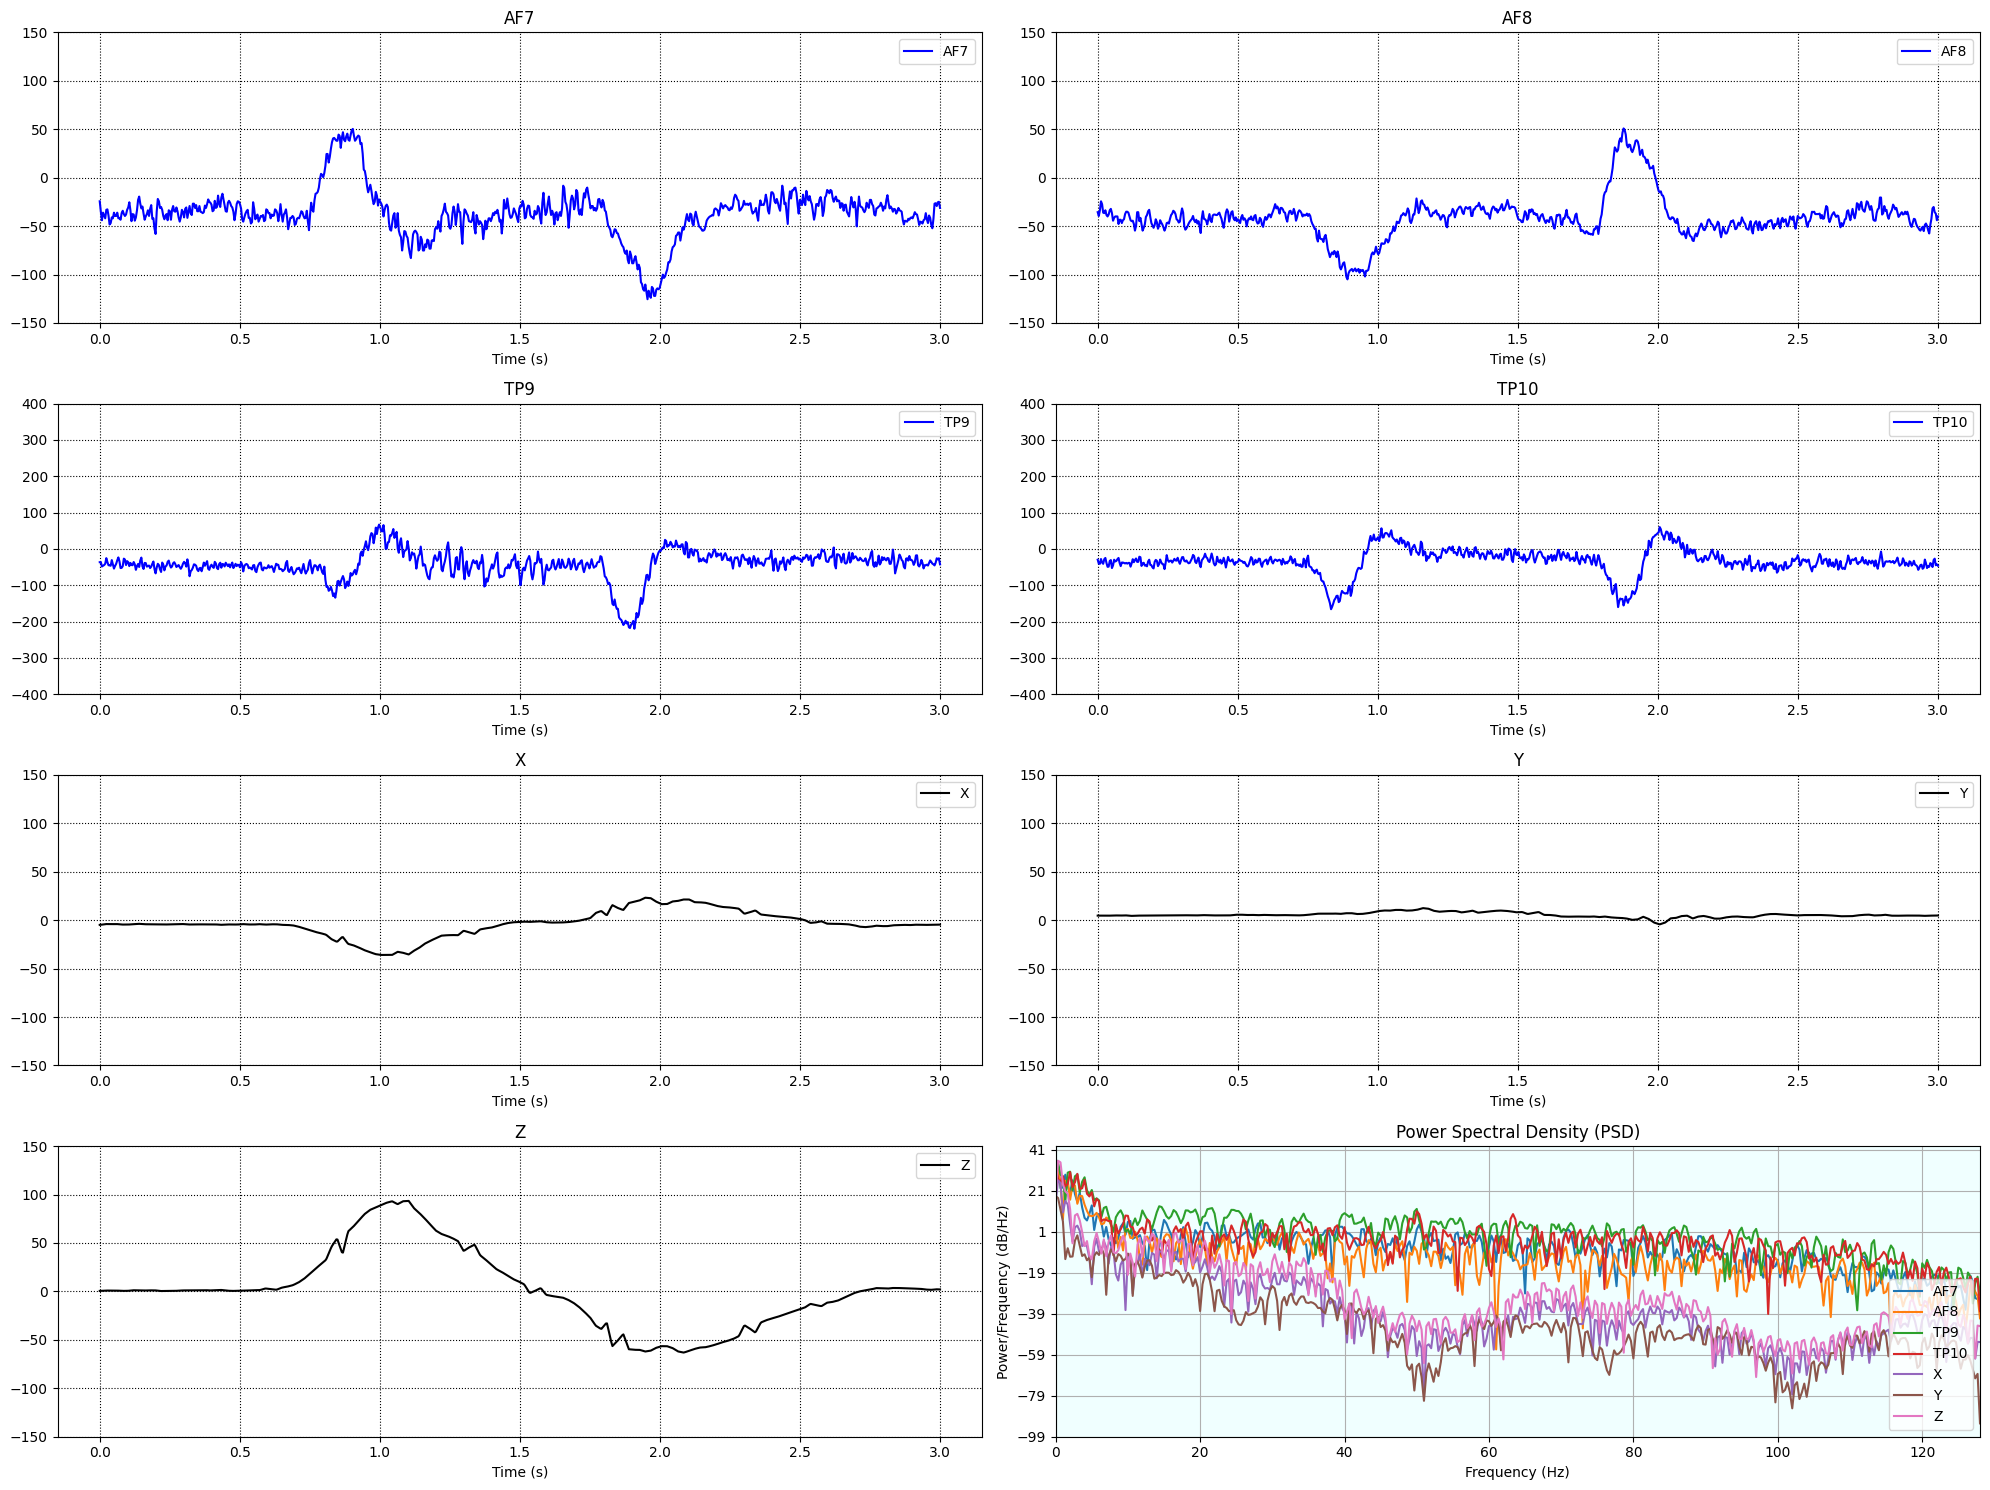 AF7
150
100
50
0
−50
−100
−150
0.0 0.5 1.0 1.5 2.0 2.5 3.0
Time (s)
AF7
AF8
150
100
50
0
−50
−100
−150
0.0 0.5 1.0 1.5 2.0 2.5 3.0
Time (s)
AF8
TP9
400
300
200
100
0
−100
−200
−300
−400
0.0 0.5 1.0 1.5 2.0 2.5 3.0
Time (s)
TP9
TP10
400
300
200
100
0
−100
−200
−300
−400
0.0 0.5 1.0 1.5 2.0 2.5 3.0
Time (s)
TP10
X
150
100
50
0
−50
−100
−150
0.0 0.5 1.0 1.5 2.0 2.5 3.0
Time (s)
X
Y
150
100
50
0
−50
−100
−150
0.0 0.5 1.0 1.5 2.0 2.5 3.0
Time (s)
Y
Z
150
100
50
0
−50
−100
−150
0.0 0.5 1.0 1.5 2.0 2.5 3.0
Time (s)
Z
Power Spectral Density (PSD)
Power/Frequency (dB/Hz)
41
21
1
−19
−39
−59
−79
−99
0 20 40 60 80 100 120
Frequency (Hz)
AF7
AF8
TP9
TP10
X
Y
Z